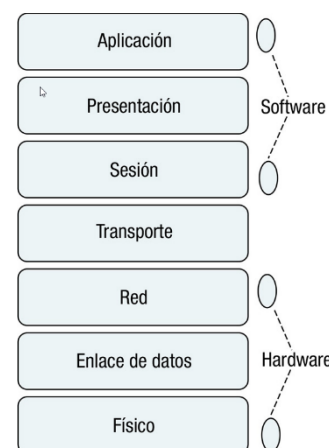 Aplicación
Presentación
Software
Sesión
Transporte
Red
Enlace de datos
Hardware
Físico